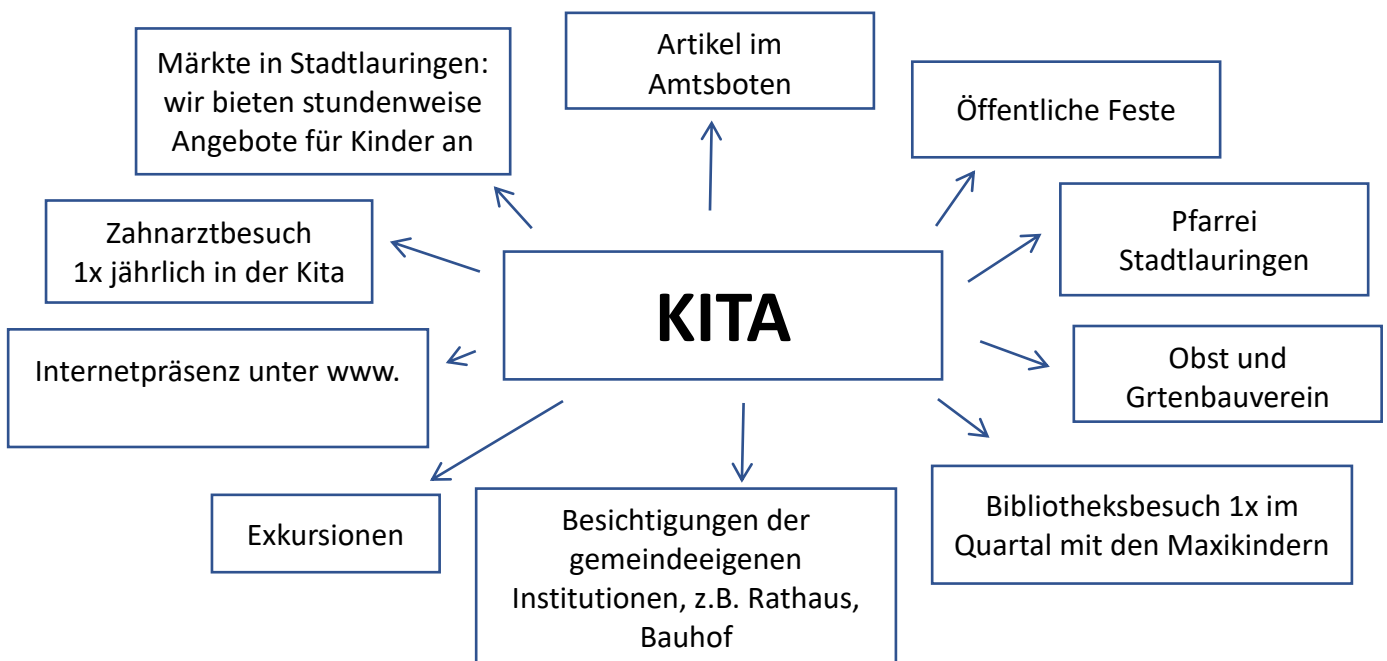 Artikel im
Amtsboten
Märkte in Stadtlauringen:
wir bieten stundenweise
Angebote für Kinder an
Öffentliche Feste
Zahnarztbesuch
1x jährlich in der Kita
Pfarrei
Stadtlauringen
KITA
Internetpräsenz unter www.
Obst und
Grtenbauverein
Exkursionen
Besichtigungen der
gemeindeeigenen
Institutionen, z.B. Rathaus,
Bauhof
Bibliotheksbesuch 1x im
Quartal mit den Maxikindern